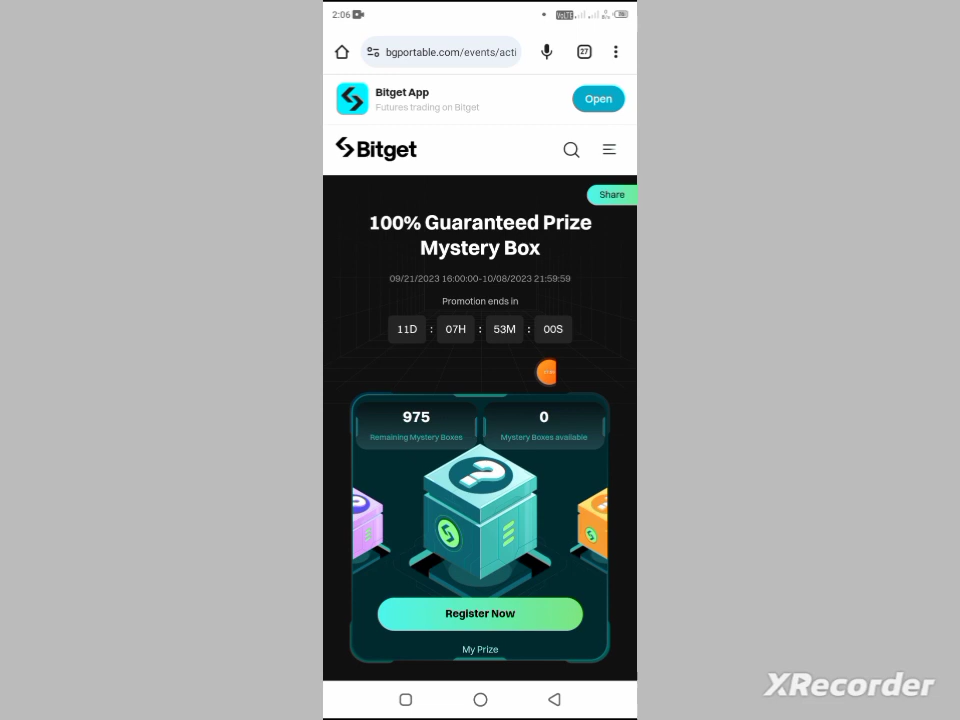 2:06
VoLTE
27
bgportable.com/events/acti
Bitget App
Futures trading on Bitget
Open
Bitget
Share
100% Guaranteed Prize
Mystery Box
09/21/2023 16:00:00-10/08/2023 21:59:59
Promotion ends in
11D : 07H : 53M : 00S
975 0
Remaining Mystery Boxes Mystery Boxes available
?
Register Now
My Prize
XRecorder